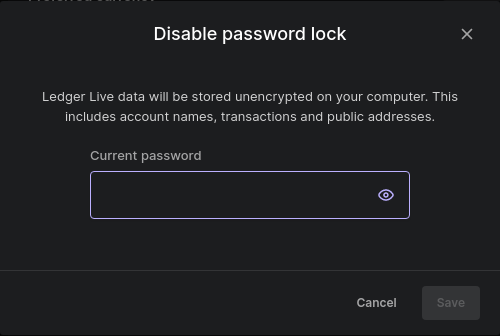 Disable password lock
Ledger Live data will be stored unencrypted on your computer. This
includes account names, transactions and public addresses.
Current password
Cancel
Save